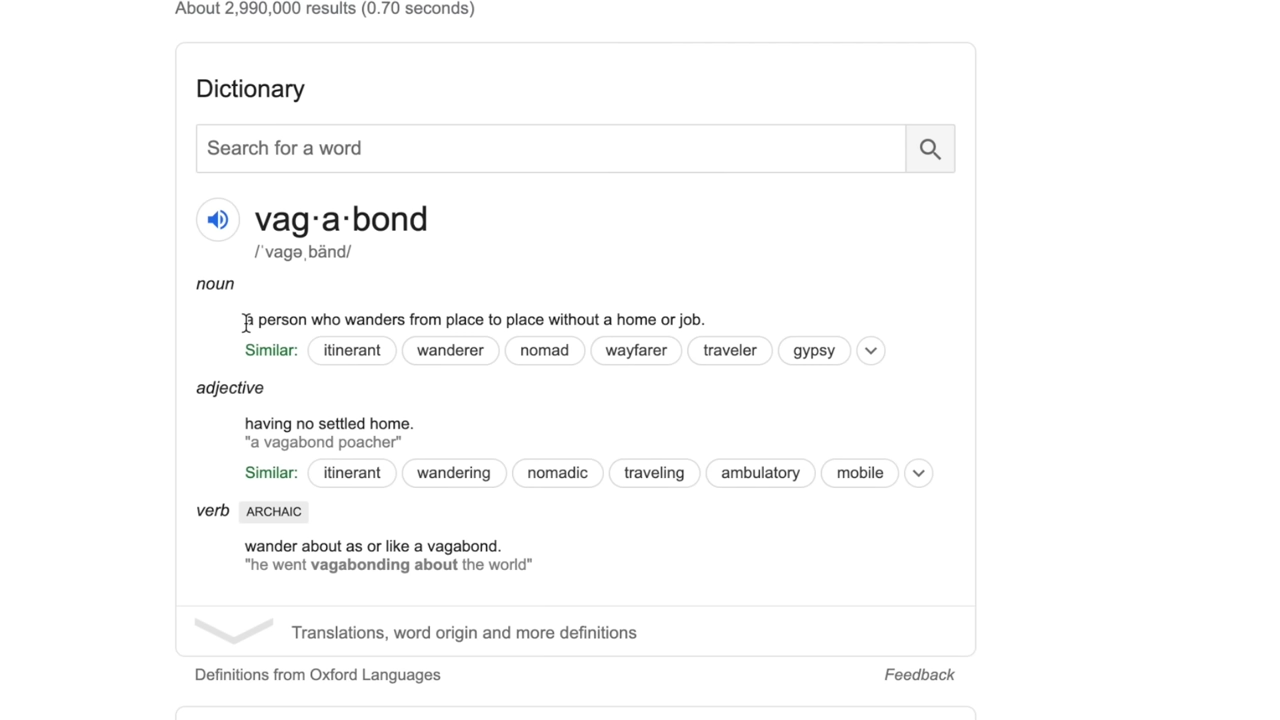 About 2,990,000 results (0.70 seconds)
Dictionary
Search for a word
vag·a·bond
/ˈvaɡəˌbänd/
noun
a person who wanders from place to place without a home or job.
Similar: itinerant wanderer nomad wayfarer traveler gypsy
adjective
having no settled home.
"a vagabond poacher"
Similar: itinerant wandering nomadic traveling ambulatory mobile
verb ARCHAIC
wander about as or like a vagabond.
"he went vagabonding about the world"
Translations, word origin and more definitions
Definitions from Oxford Languages Feedback